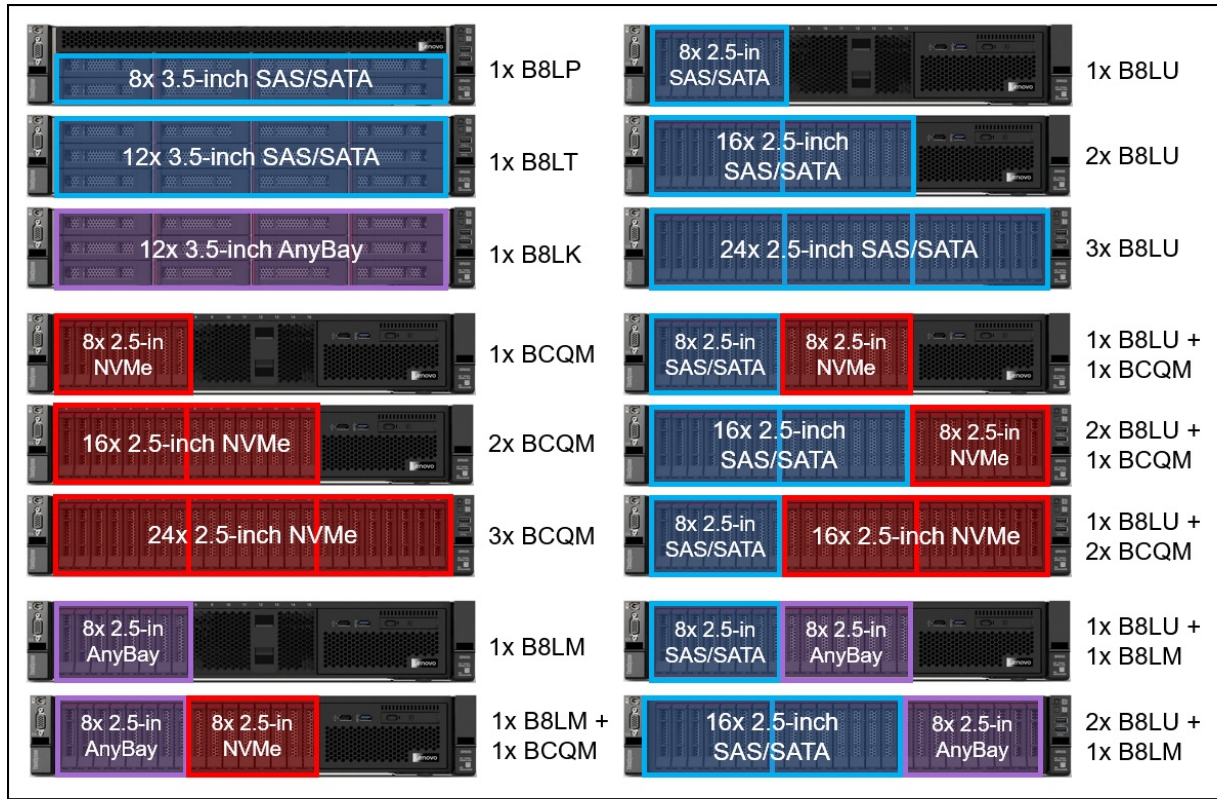 8x 3.5-inch SAS/SATA
1x B8LP
12x 3.5-inch SAS/SATA
1x B8LT
12x 3.5-inch AnyBay
1x B8LK
8x 2.5-in
SAS/SATA
1x B8LU
16x 2.5-inch
SAS/SATA
2x B8LU
24x 2.5-inch SAS/SATA
3x B8LU
8x 2.5-in
NVMe
1x BCQM
16x 2.5-inch NVMe
2x BCQM
24x 2.5-inch NVMe
3x BCQM
8x 2.5-in
SAS/SATA
8x 2.5-in
NVMe
1x B8LU +
1x BCQM
16x 2.5-inch
SAS/SATA
8x 2.5-in
NVMe
2x B8LU +
1x BCQM
8x 2.5-in
SAS/SATA
16x 2.5-inch NVMe
1x B8LU +
2x BCQM
8x 2.5-in
AnyBay
1x B8LM
8x 2.5-in
AnyBay
8x 2.5-in
NVMe
1x B8LM +
1x BCQM
8x 2.5-in
SAS/SATA
8x 2.5-in
AnyBay
1x B8LU +
1x B8LM
16x 2.5-inch
SAS/SATA
8x 2.5-in
AnyBay
2x B8LU +
1x B8LM